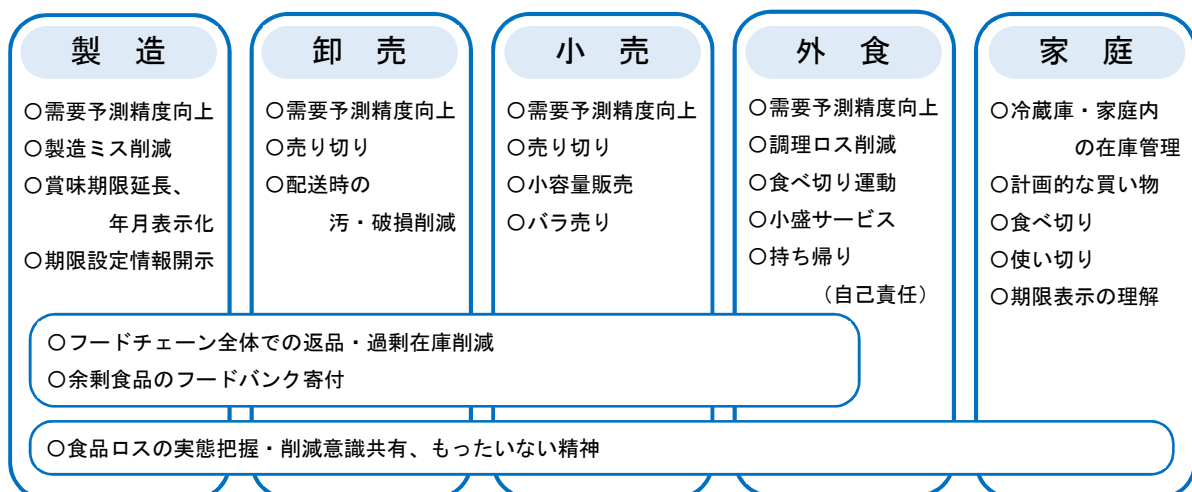 製 造
○需要予測精度向上
○製造ミス削減
○賞味期限延長、
年月表示化
○期限設定情報開示
卸 売
○需要予測精度向上
○売り切り
○配送時の
汚・破損削減
小 売
○需要予測精度向上
○売り切り
○小容量販売
○バラ売り
外 食
○需要予測精度向上
○調理ロス削減
○食べ切り運動
○小盛サービス
○持ち帰り
（自己責任）
家 庭
○冷蔵庫・家庭内
の在庫管理
○計画的な買い物
○食べ切り
○使い切り
○期限表示の理解
○フードチェーン全体での返品・過剰在庫削減
○余剰食品のフードバンク寄付
○食品ロスの実態把握・削減意識共有、もったいない精神